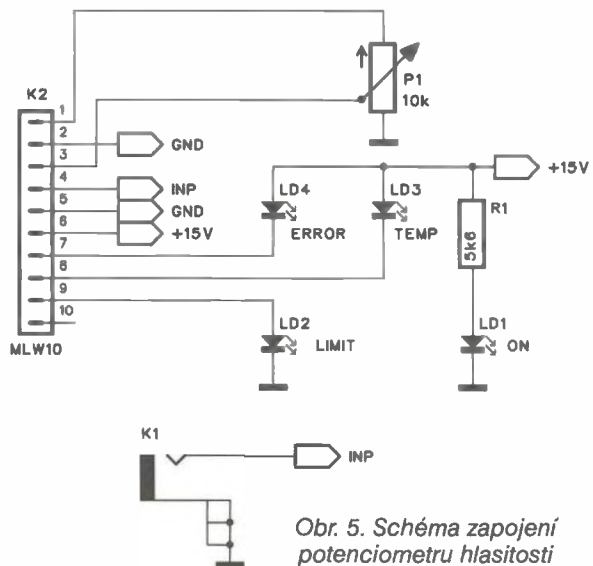 K2
1
2
3
4
5
6
7
8
9
10
MLW10
GND
INP
GND
+15V
P1
10k
+15V
LD4
ERROR
LD3
TEMP
R1
5k6
LD2
LIMIT
LD1
ON
K1
INP
Obr. 5. Schéma zapojení
potenciometru hlasitosti